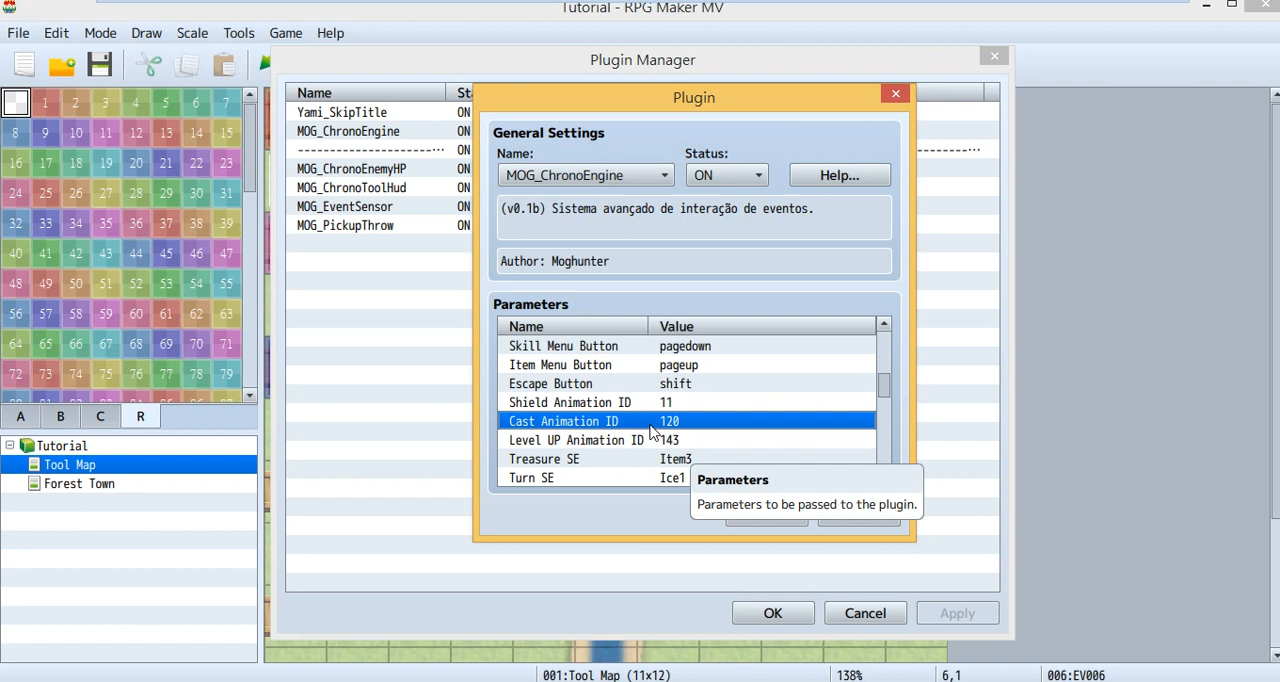 Tutorial - RPG Maker MV
File Edit Mode Draw Scale Tools Game Help
Plugin Manager
Name
Yami_SkipTitle ON
MOG_ChronoEngine ON
----------------------··· ON ----------···
MOG_ChronoEnemyHP ON
MOG_ChronoToolHud ON
MOG_EventSensor ON
MOG_PickupThrow ON
Plugin
General Settings
Name: Status:
MOG_ChronoEngine ON Help...
(v0.1b) Sistema avançado de interação de eventos.
Author: Moghunter
Parameters
Name Value
Skill Menu Button pagedown
Item Menu Button pageup
Escape Button shift
Shield Animation ID 11
Cast Animation ID 120
Level UP Animation ID 143
Treasure SE Item3
Turn SE Ice1
Parameters
Parameters to be passed to the plugin.
OK Cancel Apply
1 2 3 4 5 6 7
8 9 10 11 12 13 14 15
16 17 18 19 20 21 22 23
24 25 26 27 28 29 30 31
32 33 34 35 36 37 38 39
40 41 42 43 44 45 46 47
48 49 50 51 52 53 54 55
56 57 58 59 60 61 62 63
64 65 66 67 68 69 70 71
72 73 74 75 76 77 78 79
A B C R
Tutorial
Tool Map
Forest Town
001:Tool Map (11x12) 138% 6,1 006:EV006